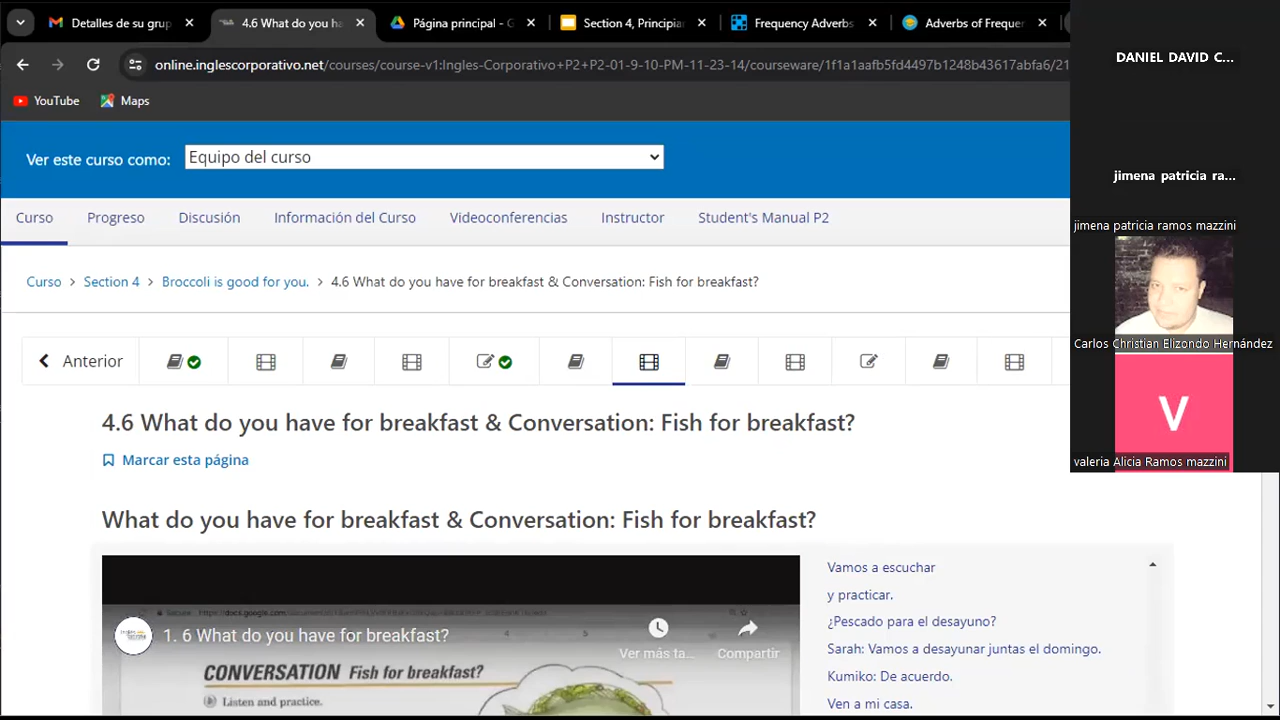 Detalles de su grup
4.6 What do you ha
Página principal - G
Section 4, Principian
Frequency Adverbs
Adverbs of Frequer
online.inglescorporativo.net/courses/course-v1:Ingles-Corporativo+P2+P2-01-9-10-PM-11-23-14/courseware/1f1a1aafb5fd4497b1248b43617abfa6/21
YouTube
Maps
DANIEL DAVID C...
jimena patricia ra...
jimena patricia ramos mazzini
Carlos Christian Elizondo Hernández
V
valeria Alicia Ramos mazzini
Ver este curso como:
Equipo del curso
Curso
Progreso
Discusión
Información del Curso
Videoconferencias
Instructor
Student's Manual P2
Curso > Section 4 > Broccoli is good for you. > 4.6 What do you have for breakfast & Conversation: Fish for breakfast?
Anterior
4.6 What do you have for breakfast & Conversation: Fish for breakfast?
Marcar esta página
What do you have for breakfast & Conversation: Fish for breakfast?
1. 6 What do you have for breakfast?
Ver más ta...
Compartir
CONVERSATION Fish for breakfast?
Listen and practice.
Vamos a escuchar
y practicar.
¿Pescado para el desayuno?
Sarah: Vamos a desayunar juntas el domingo.
Kumiko: De acuerdo.
Ven a mi casa.